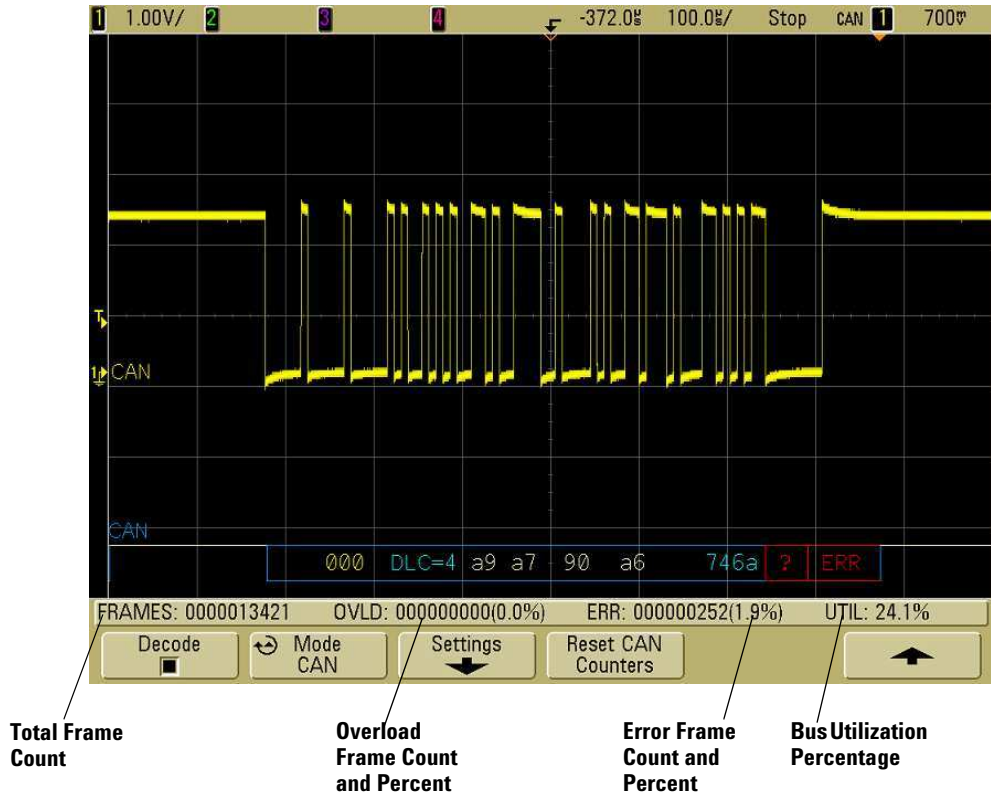 1 1.00V/ 2 3 4 -372.0µs 100.0µs/ Stop CAN 1 700mV
T
1 CAN
CAN
000 DLC=4 a9 a7 90 a6 746a ? ERR
FRAMES: 0000013421 OVLD: 000000000(0.0%) ERR: 000000252(1.9%) UTIL: 24.1%
Decode Mode Settings Reset CAN
CAN Counters
Total Frame
Count
Overload
Frame Count
and Percent
Error Frame
Count and
Percent
Bus Utilization
Percentage